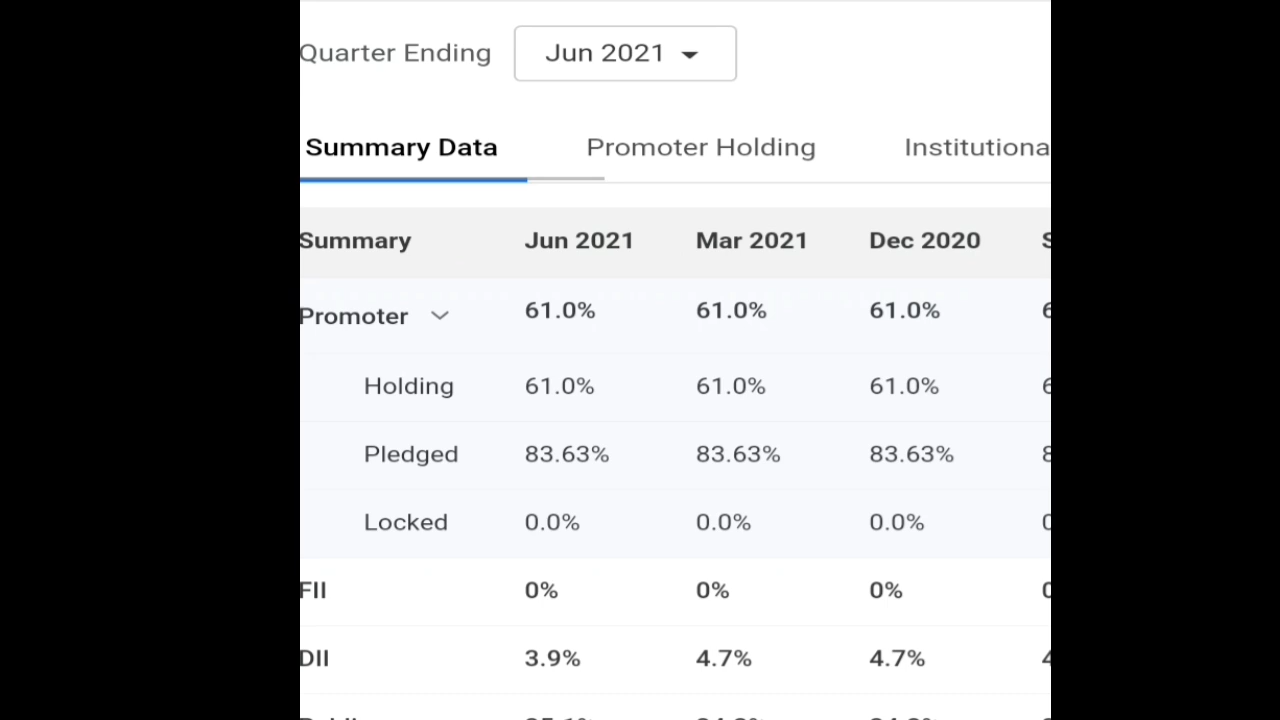 Quarter Ending Jun 2021
Summary Data Promoter Holding Institutiona
Summary Jun 2021 Mar 2021 Dec 2020
Promoter 61.0% 61.0% 61.0%
Holding 61.0% 61.0% 61.0%
Pledged 83.63% 83.63% 83.63%
Locked 0.0% 0.0% 0.0%
FII 0% 0% 0%
DII 3.9% 4.7% 4.7%